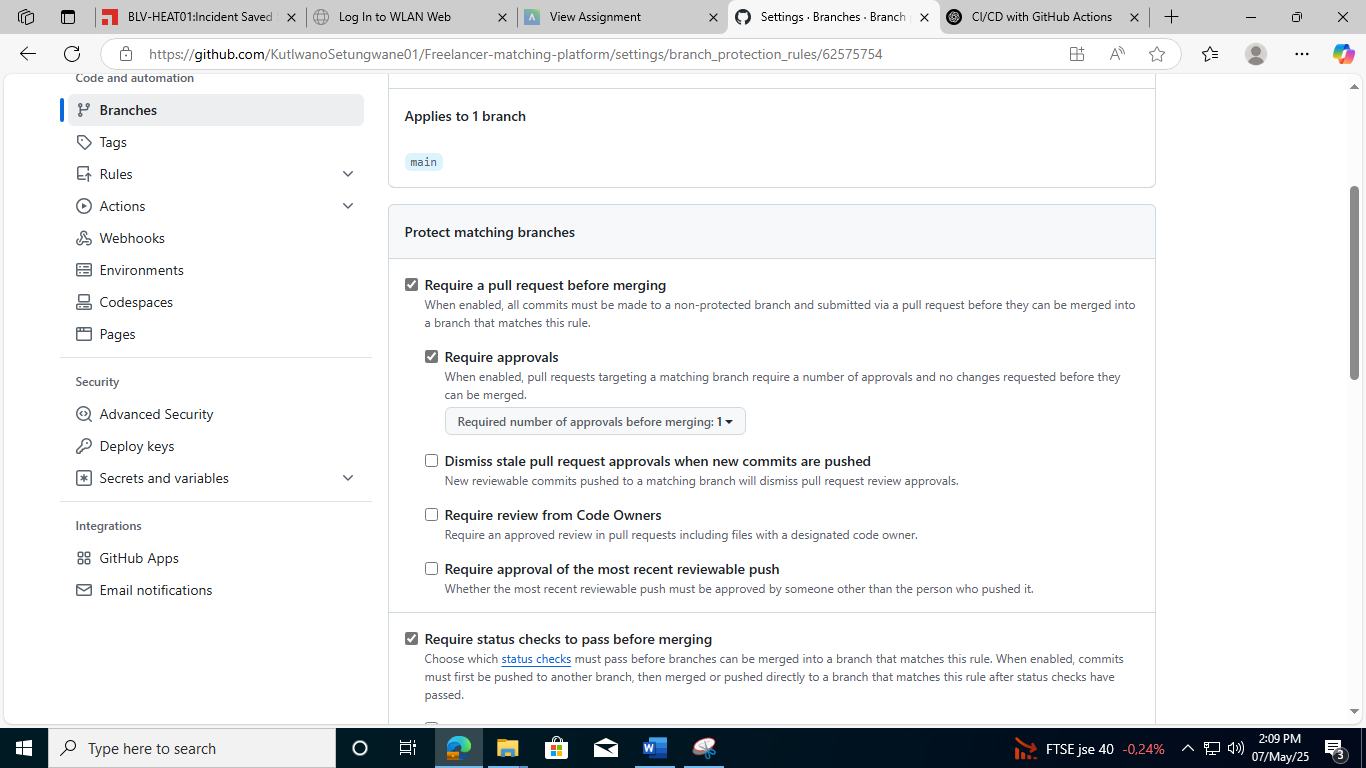 BLV-HEAT01:Incident Saved
Log In to WLAN Web
View Assignment
Settings · Branches · Branch
CI/CD with GitHub Actions
https://github.com/KutlwanoSetungwane01/Freelancer-matching-platform/settings/branch_protection_rules/62575754
Code and automation
Branches
Tags
Rules
Actions
Webhooks
Environments
Codespaces
Pages
Security
Advanced Security
Deploy keys
Secrets and variables
Integrations
GitHub Apps
Email notifications
Applies to 1 branch
main
Protect matching branches
Require a pull request before merging
When enabled, all commits must be made to a non-protected branch and submitted via a pull request before they can be merged into
a branch that matches this rule.
Require approvals
When enabled, pull requests targeting a matching branch require a number of approvals and no changes requested before they
can be merged.
Required number of approvals before merging: 1
Dismiss stale pull request approvals when new commits are pushed
New reviewable commits pushed to a matching branch will dismiss pull request review approvals.
Require review from Code Owners
Require an approved review in pull requests including files with a designated code owner.
Require approval of the most recent reviewable push
Whether the most recent reviewable push must be approved by someone other than the person who pushed it.
Require status checks to pass before merging
Choose which status checks must pass before branches can be merged into a branch that matches this rule. When enabled, commits
must first be pushed to another branch, then merged or pushed directly to a branch that matches this rule after status checks have
passed.
Type here to search
FTSE jse 40 -0,24%
2:09 PM
07/May/25
3